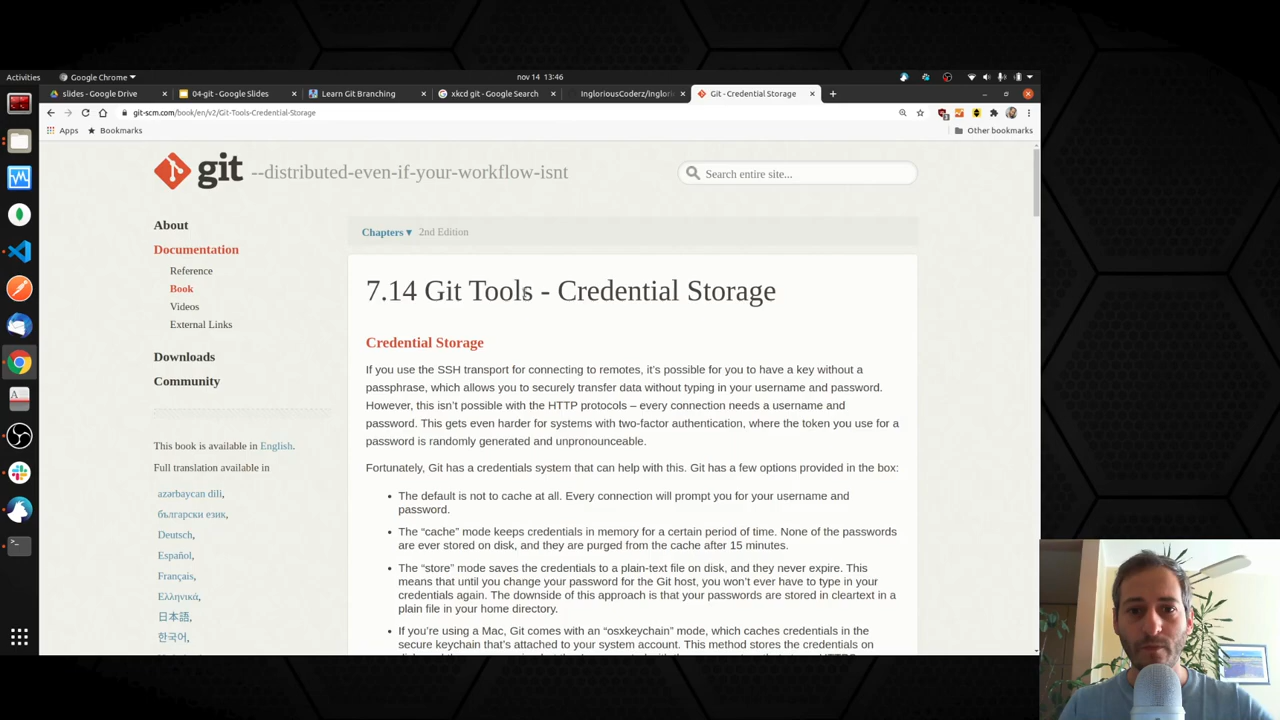 Activities
Google Chrome ▾
nov 14 13:46
slides - Google Drive
04-git - Google Slides
Learn Git Branching
xkcd git - Google Search
IngloriousCoderz/inglori
Git - Credential Storage
git-scm.com/book/en/v2/Git-Tools-Credential-Storage
Apps
Bookmarks
Other bookmarks
git --distributed-even-if-your-workflow-isnt
Search entire site...
About
Documentation
Reference
Book
Videos
External Links
Downloads
Community
This book is available in English.
Full translation available in
azərbaycan dili,
български език,
Deutsch,
Español,
Français,
Ελληνικά,
日本語,
한국어,
Chapters ▾ 2nd Edition
7.14 Git Tools - Credential Storage
Credential Storage
If you use the SSH transport for connecting to remotes, it’s possible for you to have a key without a
passphrase, which allows you to securely transfer data without typing in your username and password.
However, this isn’t possible with the HTTP protocols – every connection needs a username and
password. This gets even harder for systems with two-factor authentication, where the token you use for
a password is randomly generated and unpronounceable.
Fortunately, Git has a credentials system that can help with this. Git has a few options provided in the box:
• The default is not to cache at all. Every connection will prompt you for your username and
password.
• The “cache” mode keeps credentials in memory for a certain period of time. None of the passwords
are ever stored on disk, and they are purged from the cache after 15 minutes.
• The “store” mode saves the credentials to a plain-text file on disk, and they never expire. This
means that until you change your password for the Git host, you won’t ever have to type in your
credentials again. The downside of this approach is that your passwords are stored in cleartext in a
plain file in your home directory.
• If you’re using a Mac, Git comes with an “osxkeychain” mode, which caches credentials in the
secure keychain that’s attached to your system account. This method stores the credentials on